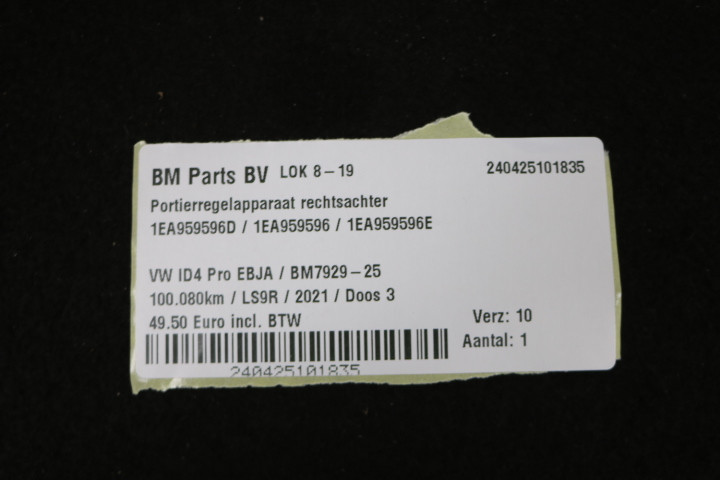 BM Parts BV LOK 8-19 240425101835
Portierregelapparaat rechtsachter
1EA959596D / 1EA959596 / 1EA959596E
VW ID4 Pro EBJA / BM7929-25
100.080km / LS9R / 2021 / Doos 3
49.50 Euro incl. BTW
Verz: 10
Aantal: 1
240425101835